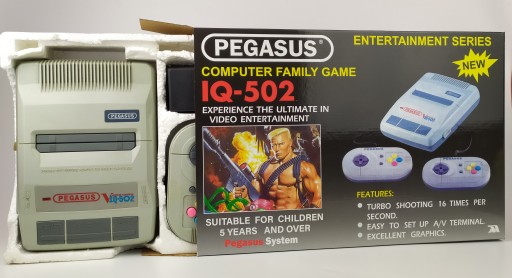 PEGASUS®
ENTERTAINMENT SERIES
COMPUTER FAMILY GAME
NEW
IQ-502
EXPERIENCE THE ULTIMATE IN
VIDEO ENTERTAINMENT
SUITABLE FOR CHILDREN
5 YEARS AND OVER
Pegasus System
FEATURES:
• TURBO SHOOTING 16 TIMES PER
SECOND.
• EASY TO SET UP A/V TERMINAL.
• EXCELLENT GRAPHICS.
PEGASUS
PEGASUS
IQ-502